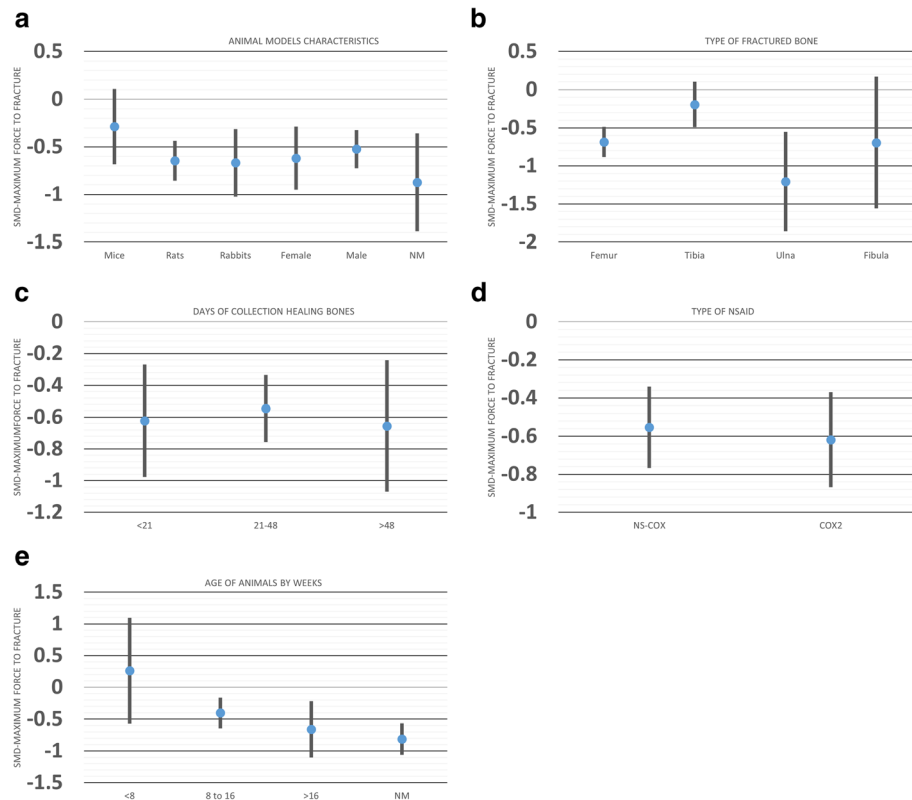 a
ANIMAL MODELS CHARACTERISTICS
SMD-MAXIMUM FORCE TO FRACTURE
0.5
0
-0.5
-1
-1.5
Mice Rats Rabbits Female Male NM
b
TYPE OF FRACTURED BONE
SMD-MAXIMUM FORCE TO FRACTURE
0.5
0
-0.5
-1
-1.5
-2
Femur Tibia Ulna Fibula
c
DAYS OF COLLECTION HEALING BONES
SMD-MAXIMUMFORCE TO FRACTURE
0
-0.2
-0.4
-0.6
-0.8
-1
-1.2
<21 21-48 >48
d
TYPE OF NSAID
SMD-MAXIMUM FORCE TO FRACTURE
0
-0.2
-0.4
-0.6
-0.8
-1
NS-COX COX2
e
AGE OF ANIMALS BY WEEKS
SMD-MAXIMUM FORCE TO FRACTURE
1.5
1
0.5
0
-0.5
-1
-1.5
<8 8 to 16 >16 NM